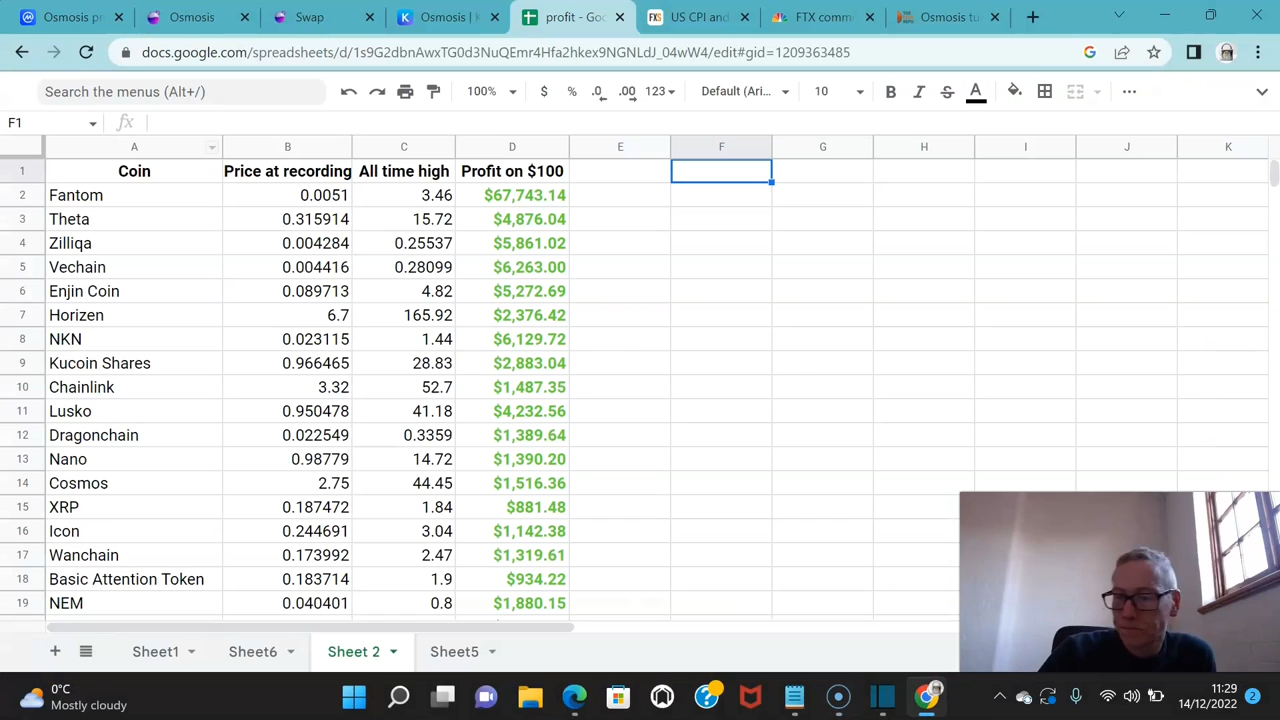 Osmosis pr
Osmosis
Swap
Osmosis | K
profit - Goo
US CPI and
FTX comm
Osmosis tu
docs.google.com/spreadsheets/d/1s9G2dbnAwxTG0d3NuQEmr4Hfa2hkex9NGNLdJ_04wW4/edit#gid=1209363485
Search the menus (Alt+/)
100%
$ % .0 .00 123
Default (Ari...
10
B I S A
F1
fx
A B C D E F G H I J K
1 Coin Price at recording All time high Profit on $100
2 Fantom 0.0051 3.46 $67,743.14
3 Theta 0.315914 15.72 $4,876.04
4 Zilliqa 0.004284 0.25537 $5,861.02
5 Vechain 0.004416 0.28099 $6,263.00
6 Enjin Coin 0.089713 4.82 $5,272.69
7 Horizen 6.7 165.92 $2,376.42
8 NKN 0.023115 1.44 $6,129.72
9 Kucoin Shares 0.966465 28.83 $2,883.04
10 Chainlink 3.32 52.7 $1,487.35
11 Lusko 0.950478 41.18 $4,232.56
12 Dragonchain 0.022549 0.3359 $1,389.64
13 Nano 0.98779 14.72 $1,390.20
14 Cosmos 2.75 44.45 $1,516.36
15 XRP 0.187472 1.84 $881.48
16 Icon 0.244691 3.04 $1,142.38
17 Wanchain 0.173992 2.47 $1,319.61
18 Basic Attention Token 0.183714 1.9 $934.22
19 NEM 0.040401 0.8 $1,880.15
Sheet1
Sheet6
Sheet 2
Sheet5
0°C
Mostly cloudy
11:29
14/12/2022
2